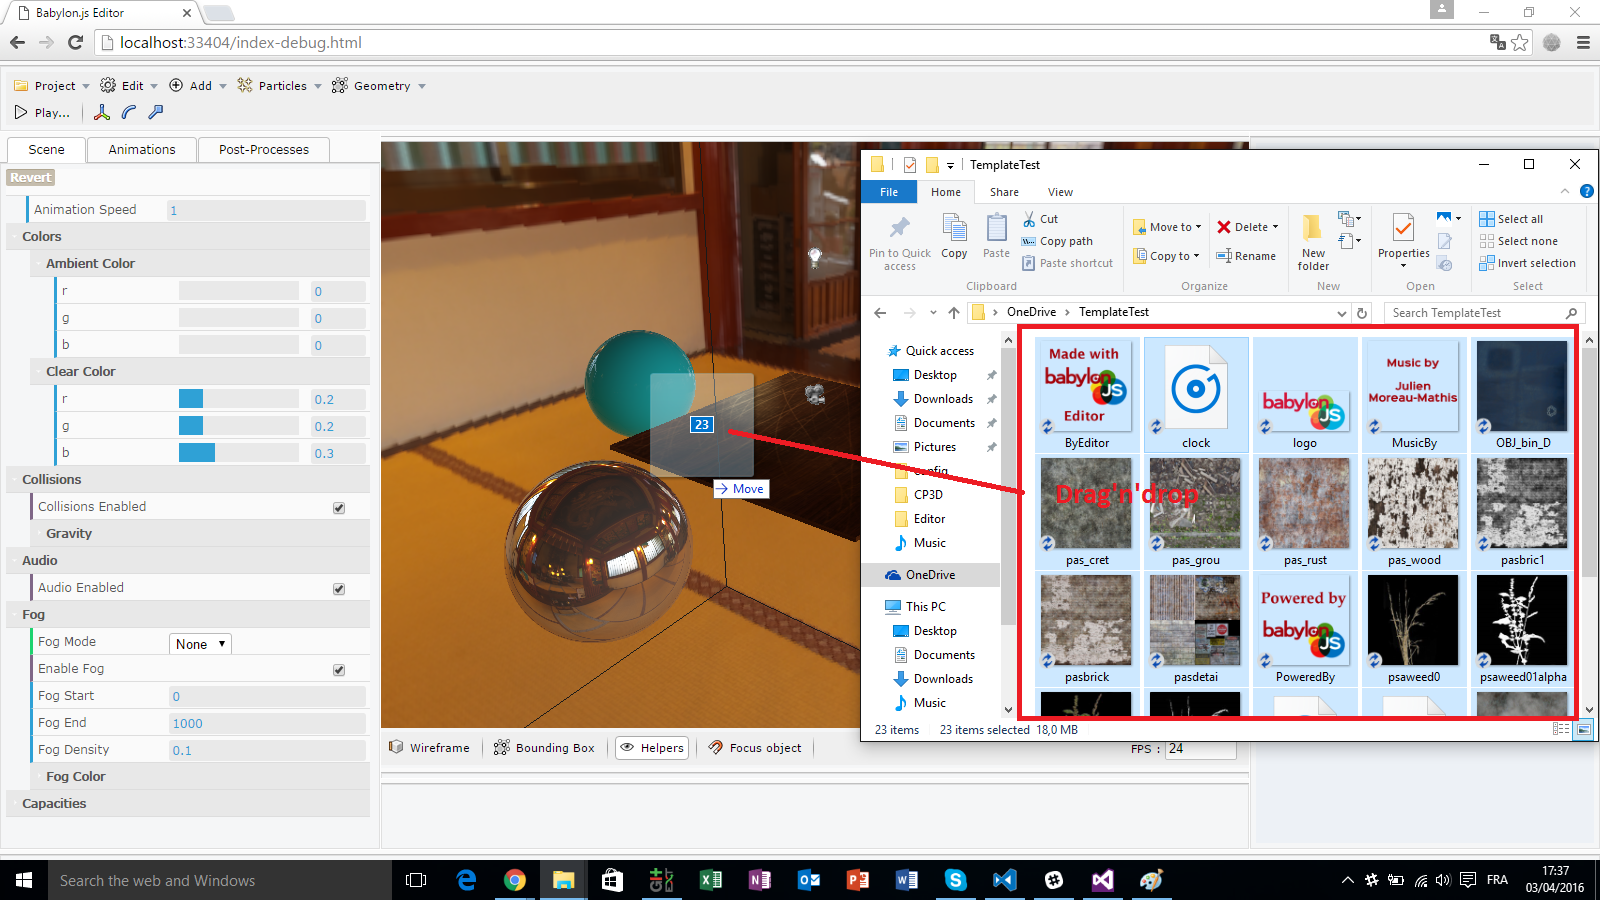 Babylon.js Editor
localhost:33404/index-debug.html
Project Edit Add Particles Geometry
Play...
Scene Animations Post-Processes
Revert
Animation Speed 1
Colors
Ambient Color
r 0
g 0
b 0
Clear Color
r 0.2
g 0.2
b 0.3
Collisions
Collisions Enabled
Gravity
Audio
Audio Enabled
Fog
Fog Mode None
Enable Fog
Fog Start 0
Fog End 1000
Fog Density 0.1
Fog Color
Capacities
23
Move
Wireframe Bounding Box Helpers Focus object
FPS : 24
TemplateTest
File Home Share View
Pin to Quick access
Copy
Paste
Cut
Copy path
Paste shortcut
Clipboard
Move to
Copy to
Delete
Rename
Organize
New folder
New
Properties
Open
Select all
Select none
Invert selection
Select
OneDrive TemplateTest
Search TemplateTest
Quick access
Desktop
Downloads
Documents
Pictures
Config
CP3D
Editor
Music
OneDrive
This PC
Desktop
Documents
Downloads
Music
Made with
babylon JS
Editor
babylon JS
Music by
Julien
Moreau-Mathis
ByEditor clock logo MusicBy OBJ_bin_D
Drag'n'drop
pas_cret pas_grou pas_rust pas_wood pasbric1
Powered by
babylon JS
pasbrick pasdetai PoweredBy psaweed0 psaweed01alpha
23 items 23 items selected 18,0 MB
Search the web and Windows
FRA
17:37
03/04/2016